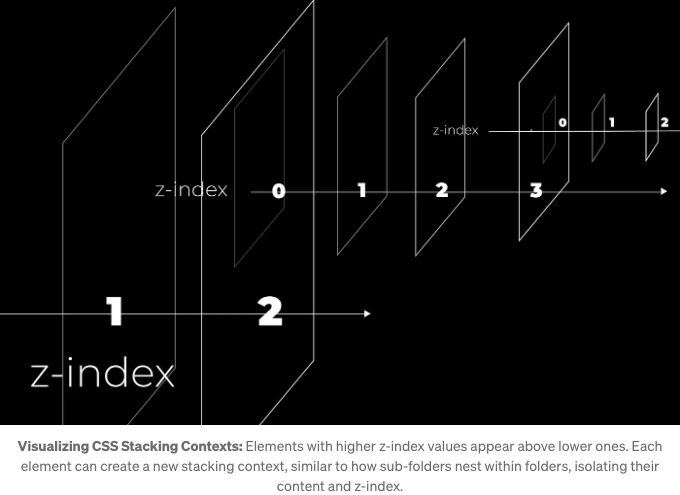 z-index 0 1 2
z-index 0 1 2 3
1 2
z-index
Visualizing CSS Stacking Contexts: Elements with higher z-index values appear above lower ones. Each
element can create a new stacking context, similar to how sub-folders nest within folders, isolating their
content and z-index.